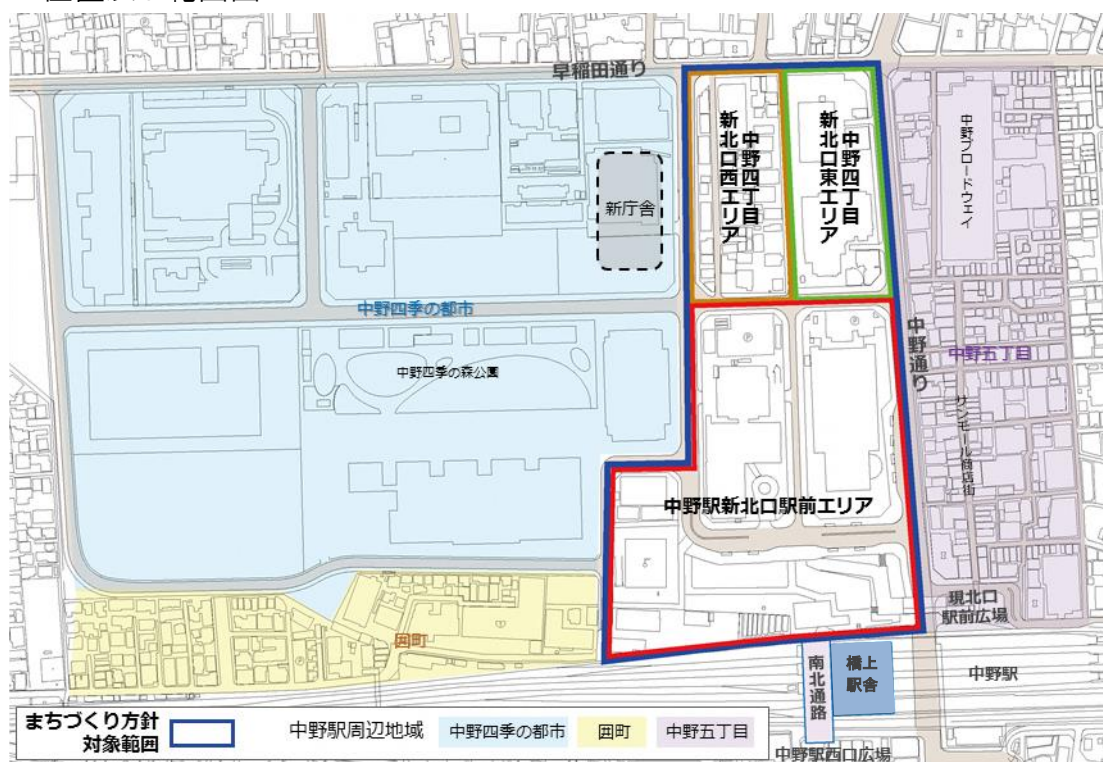 早稲田通り
中野四丁目
新北口西エリア
中野四丁目
新北口東エリア
中野ブロードウェイ
新庁舎
中野四季の都市
中野通り
中野五丁目
中野四季の森公園
サンモール商店街
中野駅新北口駅前エリア
現北口
駅前広場
囲町
南北通路
橋上
駅舎
中野駅
まちづくり方針
対象範囲
中野駅周辺地域
中野四季の都市
囲町
中野五丁目
中野駅西口広場